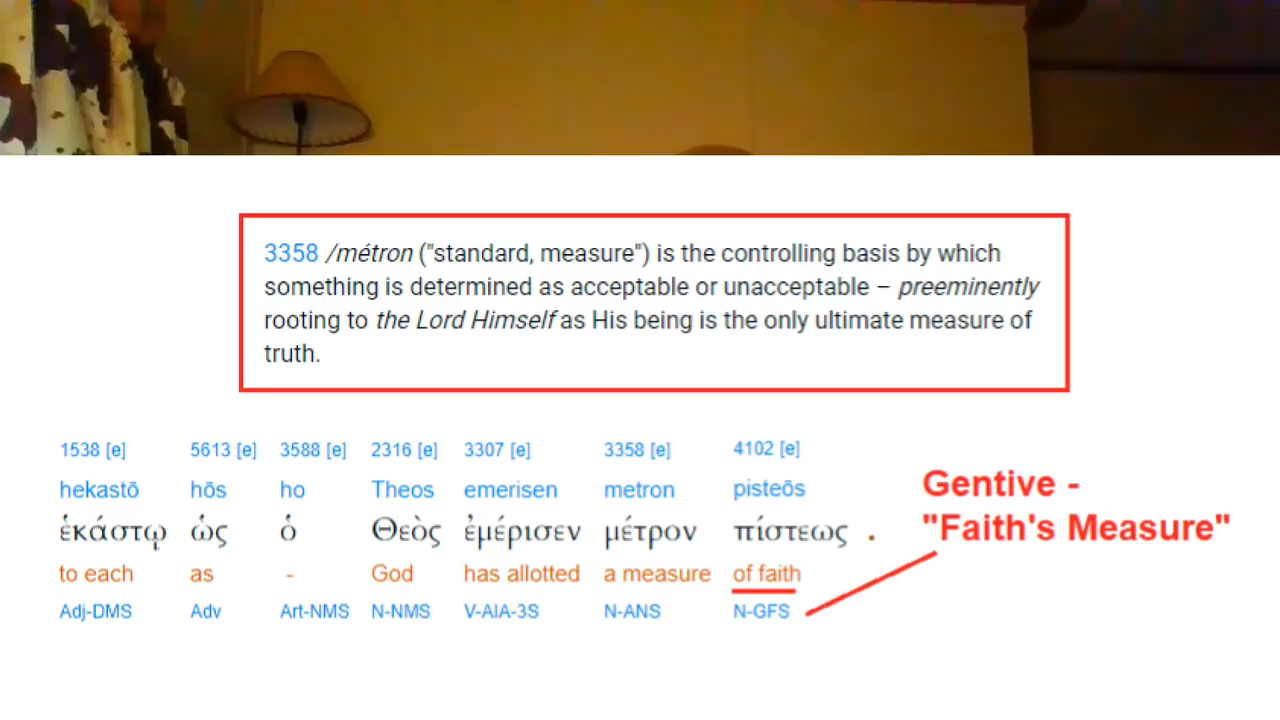 3358 /métron ("standard, measure") is the controlling basis by which
something is determined as acceptable or unacceptable – preeminently
rooting to the Lord Himself as His being is the only ultimate measure of
truth.
1538 [e] 5613 [e] 3588 [e] 2316 [e] 3307 [e] 3358 [e] 4102 [e]
hekastō hōs ho Theos emerisen metron pisteōs
ἑκάστῳ ὡς ὁ Θεὸς ἐμέρισεν μέτρον πίστεως .
to each as - God has allotted a measure of faith
Adj-DMS Adv Art-NMS N-NMS V-AIA-3S N-ANS N-GFS
Gentive -
"Faith's Measure"